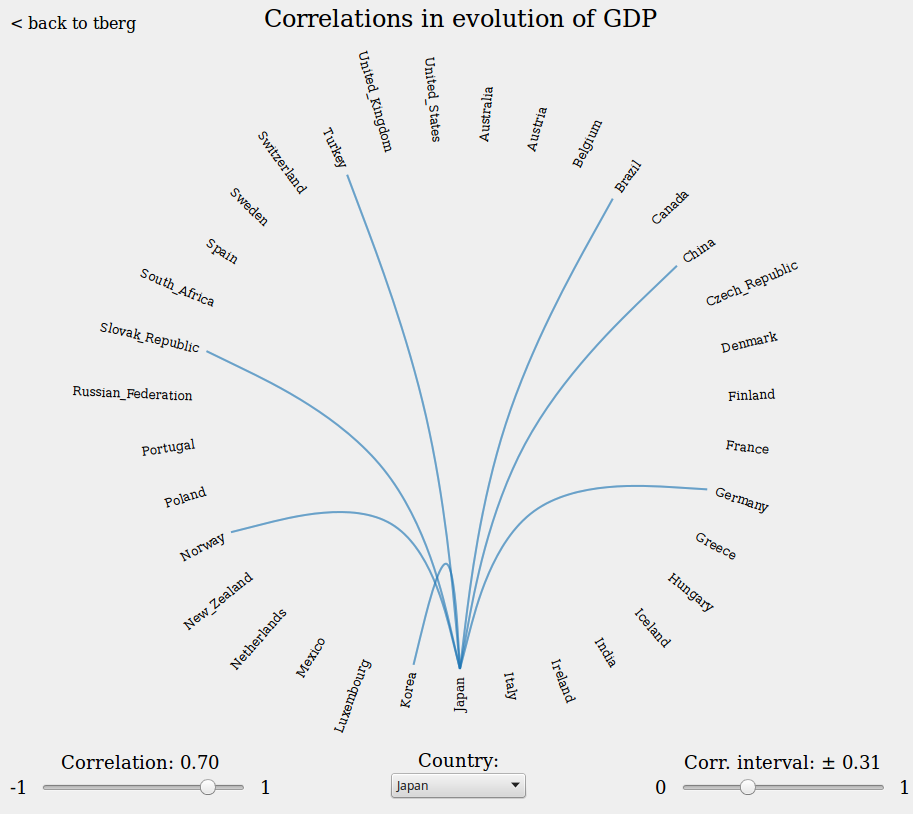 < back to tberg
Correlations in evolution of GDP
United_Kingdom
United_States
Australia
Austria
Belgium
Brazil
Canada
China
Czech_Republic
Denmark
Finland
France
Germany
Greece
Hungary
Iceland
India
Ireland
Italy
Japan
Korea
Luxembourg
Mexico
Netherlands
New_Zealand
Norway
Poland
Portugal
Russian_Federation
Slovak_Republic
South_Africa
Spain
Sweden
Switzerland
Turkey
Correlation: 0.70
-1
1
Country:
Japan
Corr. interval: ± 0.31
0
1